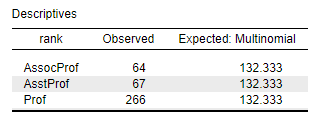 Descriptives
rank Observed Expected: Multinomial
AssocProf 64 132.333
AsstProf 67 132.333
Prof 266 132.333